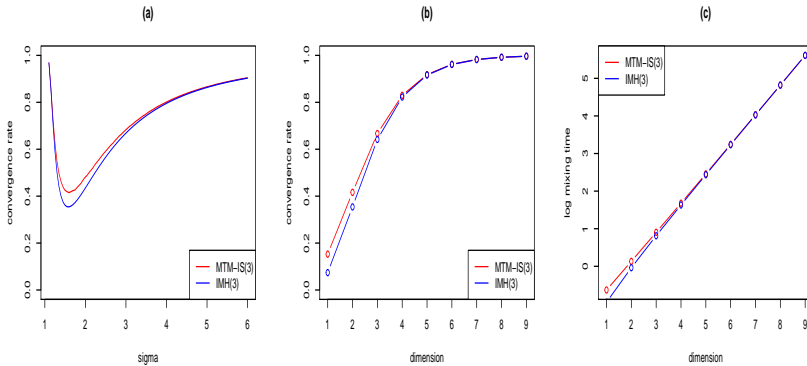 (a)
convergence rate
0.0 0.2 0.4 0.6 0.8 1.0
MTM-IS(3)
IMH(3)
1 2 3 4 5 6
sigma
(b)
convergence rate
0.0 0.2 0.4 0.6 0.8 1.0
MTM-IS(3)
IMH(3)
1 2 3 4 5 6 7 8 9
dimension
(c)
log mixing time
0 1 2 3 4 5
MTM-IS(3)
IMH(3)
1 2 3 4 5 6 7 8 9
dimension